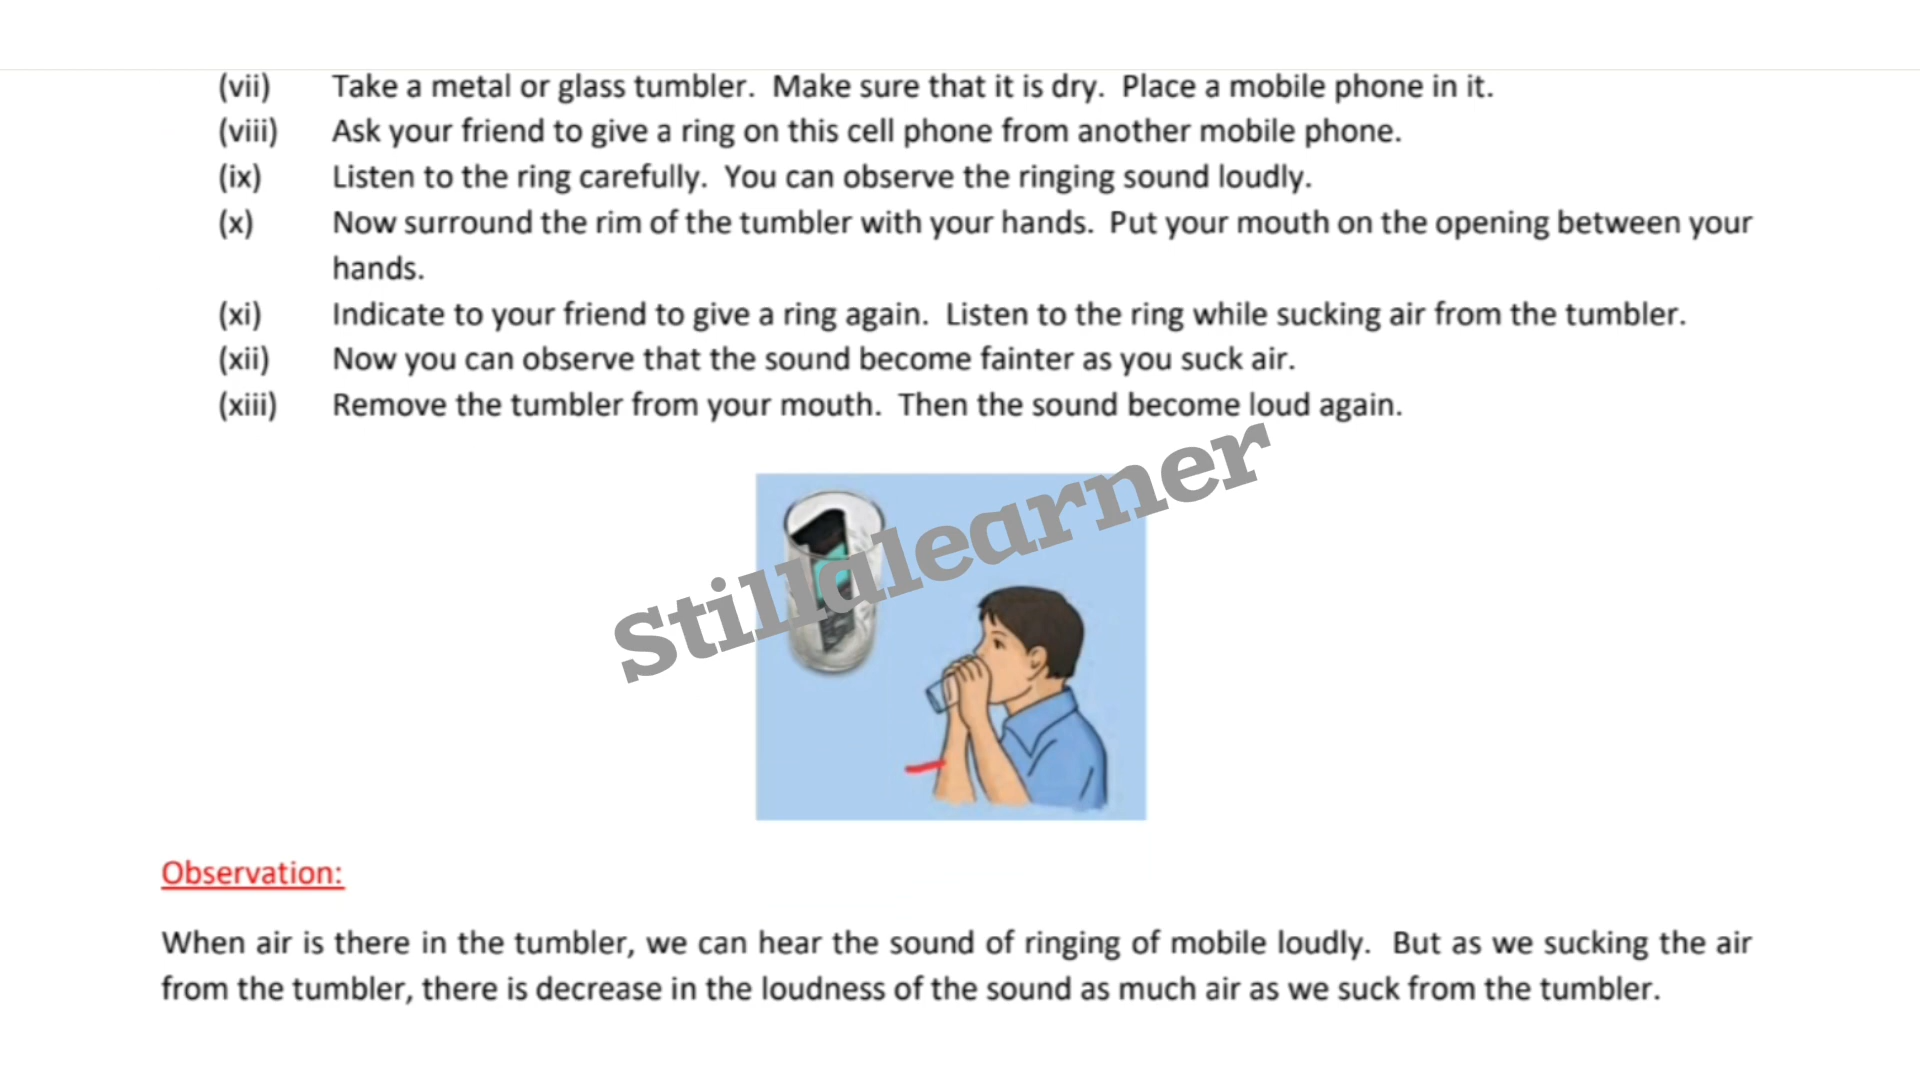 (vii) Take a metal or glass tumbler. Make sure that it is dry. Place a mobile phone in it.
(viii) Ask your friend to give a ring on this cell phone from another mobile phone.
(ix) Listen to the ring carefully. You can observe the ringing sound loudly.
(x) Now surround the rim of the tumbler with your hands. Put your mouth on the opening between your
hands.
(xi) Indicate to your friend to give a ring again. Listen to the ring while sucking air from the tumbler.
(xii) Now you can observe that the sound become fainter as you suck air.
(xiii) Remove the tumbler from your mouth. Then the sound become loud again.
Stillalearner
Observation:
When air is there in the tumbler, we can hear the sound of ringing of mobile loudly. But as we sucking the air
from the tumbler, there is decrease in the loudness of the sound as much air as we suck from the tumbler.